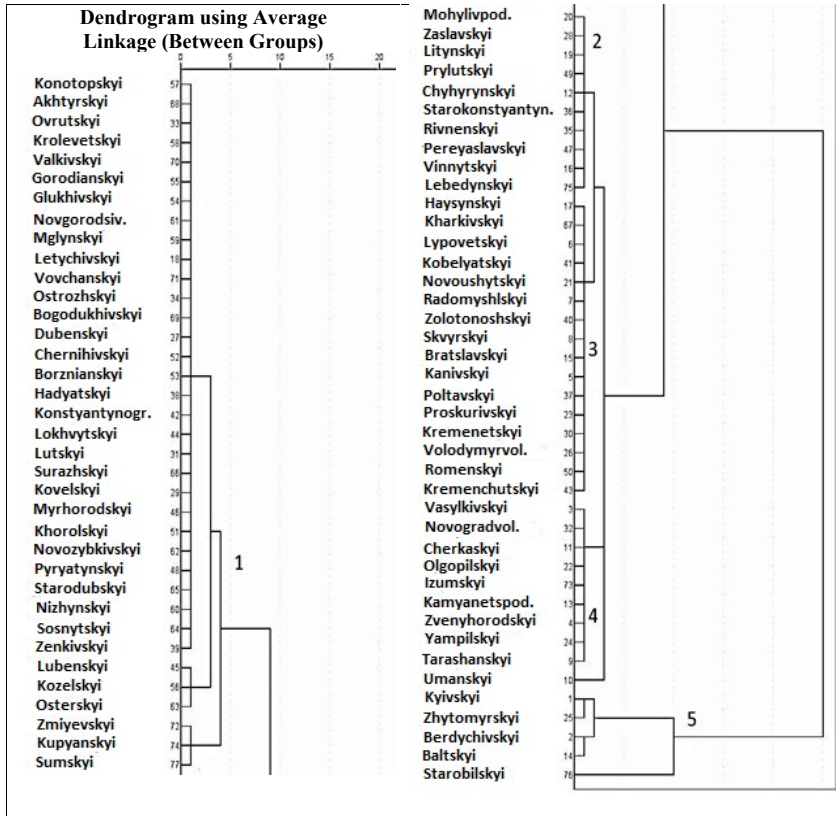 Dendrogram using Average
Linkage (Between Groups)
0 5 10 15 20
Konotopskyi 57
Akhtyrskyi 68
Ovrutskyi 33
Krolevetskyi 58
Valkivskyi 70
Gorodianskyi 55
Glukhivskyi 54
Novgorodsiv. 61
Mglynskyi 59
Letychivskyi 18
Vovchanskyi 71
Ostrozhskyi 34
Bogodukhivskyi 69
Dubenskyi 27
Chernihivskyi 52
Borznianskyi 53
Hadyatskyi 38
Konstyantynogr. 42
Lokhvytskyi 44
Lutskyi 31
Surazhskyi 66
Kovelskyi 29
Myrhorodskyi 46
Khorolskyi 51
Novozybkivskyi 62
Pyryatynskyi 48
Starodubskyi 65
Nizhynskyi 60
Sosnytskyi 64
Zenkivskyi 39
Lubenskyi 45
Kozelskyi 56
Osterskyi 63
Zmiyevskyi 72
Kupyanskyi 74
Sumskyi 77
1
Mohylivpod. 20
Zaslavskyi 28
Litynskyi 19
Prylutskyi 49
Chyhyrynskyi 12
Starokonstyantyn. 36
Rivnenskyi 35
Pereyaslavskyi 47
Vinnytskyi 16
Lebedynskyi 75
Haysynskyi 17
Kharkivskyi 67
Lypovetskyi 6
Kobelyatskyi 41
Novoushytskyi 21
Radomyshlskyi 7
Zolotonoshskyi 40
Skvyrskyi 8
Bratslavskyi 15
Kanivskyi 5
Poltavskyi 37
Proskurivskyi 23
Kremenetskyi 30
Volodymyrvol. 26
Romenskyi 50
Kremenchutskyi 43
Vasylkivskyi 3
Novogradvol. 32
Cherkaskyi 11
Olgopilskyi 22
Izumskyi 73
Kamyanetspod. 13
Zvenyhorodskyi 4
Yampilskyi 24
Tarashanskyi 9
Umanskyi 10
Kyivskyi 1
Zhytomyrskyi 25
Berdychivskyi 2
Baltskyi 14
Starobilskyi 76
2
3
4
5